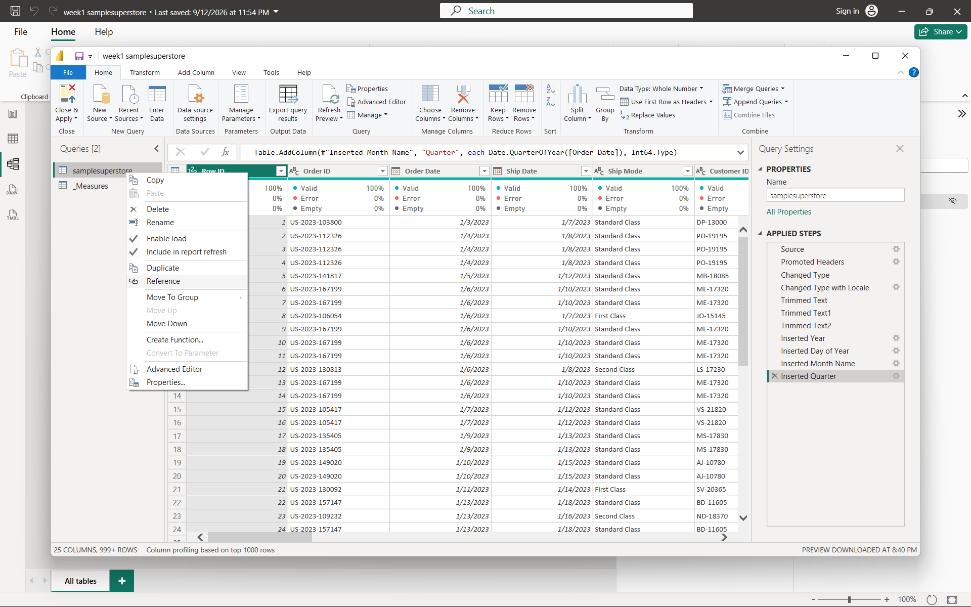 week1 samplesuperstore • Last saved: 9/12/2026 at 11:54 PM
Search
Sign in
File Home Help
Share
Paste
Clipboard
week1 samplesuperstore
File Home Transform Add Column View Tools Help
Close & Apply
Close
New Source
Recent Sources
Enter Data
New Query
Data source settings
Data Sources
Manage Parameters
Parameters
Export query results
Output Data
Refresh Preview
Properties
Advanced Editor
Manage
Query
Choose Columns
Remove Columns
Manage Columns
Keep Rows
Remove Rows
Reduce Rows
Sort
Split Column
Group By
Data Type: Whole Number
Use First Row as Headers
Replace Values
Transform
Merge Queries
Append Queries
Combine Files
Combine
Queries [2]
samplesuperstore
_Measures
Table.AddColumn(#"Inserted Month Name", "Quarter", each Date.QuarterOfYear([Order Date]), Int64.Type)
Copy
Paste
Delete
Rename
Enable load
Include in report refresh
Duplicate
Reference
Move To Group
Move Up
Move Down
Create Function...
Convert To Parameter
Advanced Editor
Properties...
Row ID Order ID Order Date Ship Date Ship Mode Customer ID
100% Valid 100% Valid 100% Valid 100% Valid 100% Valid
0% Error 0% Error 0% Error 0% Error 0% Error
0% Empty 0% Empty 0% Empty 0% Empty 0% Empty
1 US-2023-103800 1/3/2023 1/7/2023 Standard Class DP-13000
2 US-2023-112326 1/4/2023 1/8/2023 Standard Class PO-19195
3 US-2023-112326 1/4/2023 1/8/2023 Standard Class PO-19195
4 US-2023-112326 1/4/2023 1/8/2023 Standard Class PO-19195
5 US-2023-141817 1/5/2023 1/12/2023 Standard Class MB-18085
6 US-2023-167199 1/6/2023 1/10/2023 Standard Class ME-17320
7 US-2023-167199 1/6/2023 1/10/2023 Standard Class ME-17320
8 US-2023-106054 1/6/2023 1/7/2023 First Class JO-15145
9 US-2023-167199 1/6/2023 1/10/2023 Standard Class ME-17320
10 US-2023-167199 1/6/2023 1/10/2023 Standard Class ME-17320
11 US-2023-167199 1/6/2023 1/10/2023 Standard Class ME-17320
12 US-2023-130813 1/6/2023 1/8/2023 Second Class LS-17230
13 US-2023-167199 1/6/2023 1/10/2023 Standard Class ME-17320
14 14 US-2023-167199 1/6/2023 1/10/2023 Standard Class ME-17320
15 15 US-2023-105417 1/7/2023 1/12/2023 Standard Class VS-21820
16 16 US-2023-105417 1/7/2023 1/12/2023 Standard Class VS-21820
17 17 US-2023-135405 1/9/2023 1/13/2023 Standard Class MS-17830
18 18 US-2023-135405 1/9/2023 1/13/2023 Standard Class MS-17830
19 19 US-2023-149020 1/10/2023 1/15/2023 Standard Class AJ-10780
20 20 US-2023-149020 1/10/2023 1/15/2023 Standard Class AJ-10780
21 21 US-2023-130092 1/11/2023 1/14/2023 First Class SV-20365
22 22 US-2023-157147 1/13/2023 1/18/2023 Standard Class BD-11605
23 23 US-2023-109232 1/13/2023 1/16/2023 Second Class ND-18370
24 24 US-2023-157147 1/13/2023 1/18/2023 Standard Class BD-11605
Query Settings
PROPERTIES
Name
samplesuperstore
All Properties
APPLIED STEPS
Source
Promoted Headers
Changed Type
Changed Type with Locale
Trimmed Text
Trimmed Text1
Trimmed Text2
Inserted Year
Inserted Day of Year
Inserted Month Name
Inserted Quarter
25 COLUMNS, 999+ ROWS Column profiling based on top 1000 rows
PREVIEW DOWNLOADED AT 8:40 PM
All tables
100%